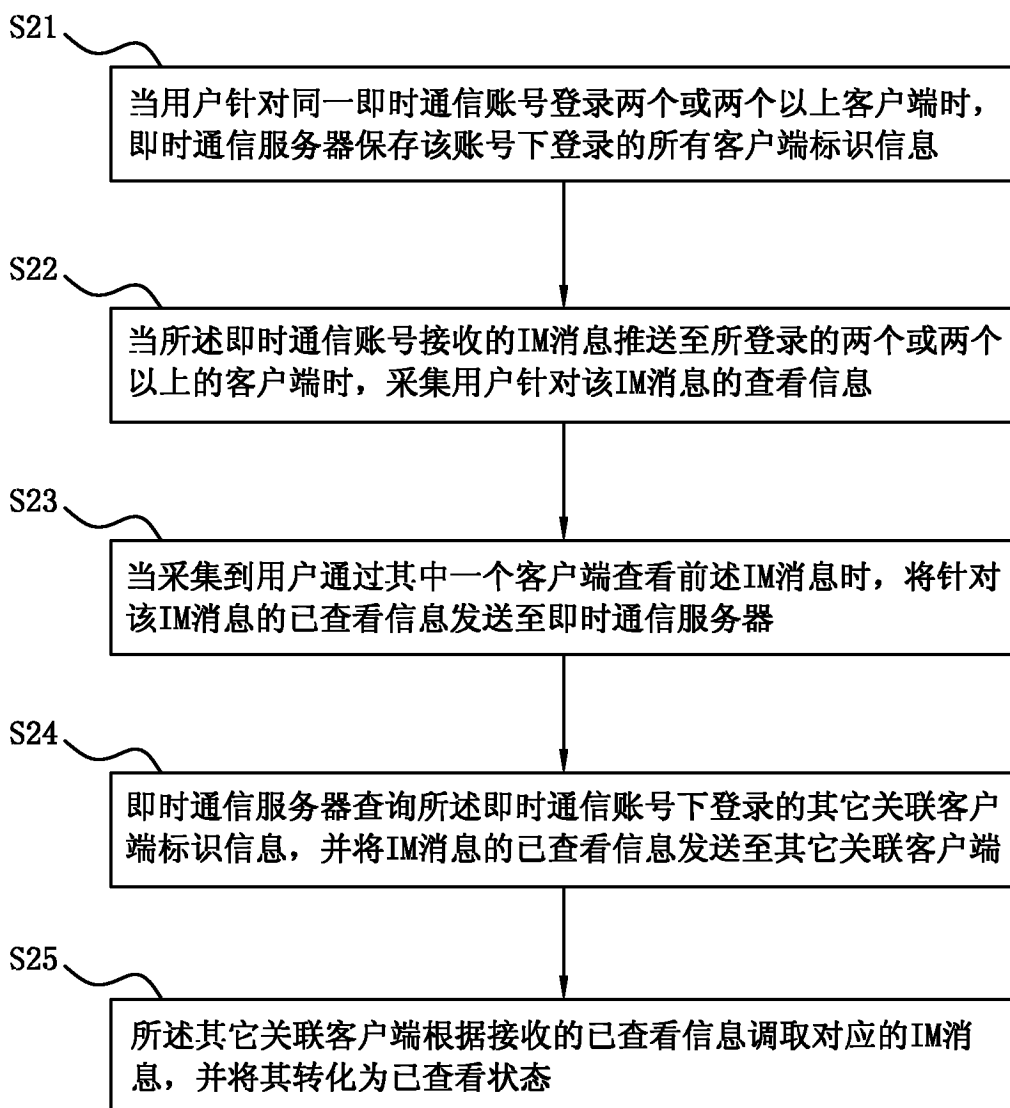 S21
当用户针对同一即时通信账号登录两个或两个以上客户端时，
即时通信服务器保存该账号下登录的所有客户端标识信息
S22
当所述即时通信账号接收的IM消息推送至所登录的两个或两个
以上的客户端时，采集用户针对该IM消息的查看信息
S23
当采集到用户通过其中一个客户端查看前述IM消息时，将针对
该IM消息的已查看信息发送至即时通信服务器
S24
即时通信服务器查询所述即时通信账号下登录的其它关联客户
端标识信息，并将IM消息的已查看信息发送至其它关联客户端
S25
所述其它关联客户端根据接收的已查看信息调取对应的IM消
息，并将其转化为已查看状态